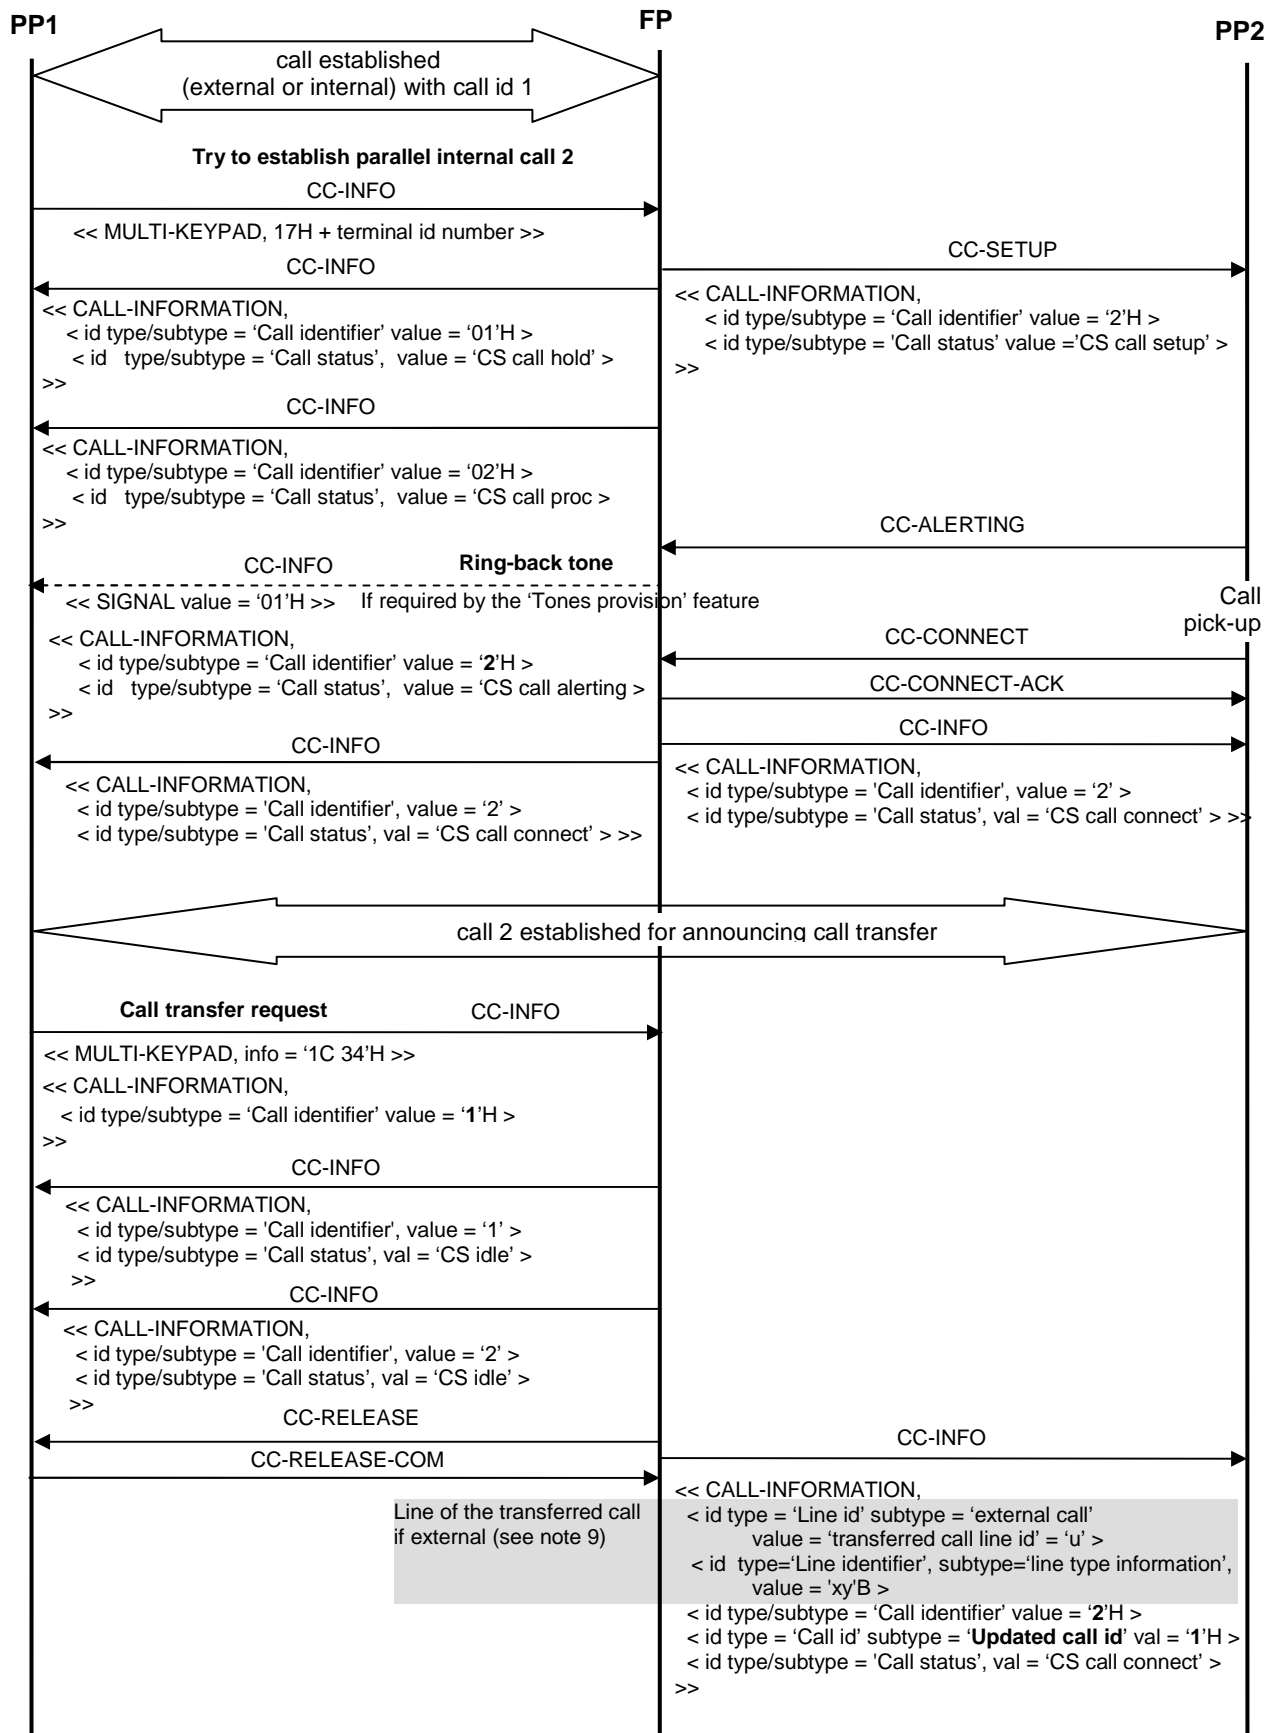 PP1
FP
PP2
call established
(external or internal) with call id 1
Try to establish parallel internal call 2
CC-INFO
<< MULTI-KEYPAD, 17H + terminal id number >>
CC-INFO
<< CALL-INFORMATION,
< id type/subtype = ‘Call identifier’ value = ‘01’H >
< id   type/subtype = ‘Call status’,  value = ‘CS call hold’ >
>>
CC-SETUP
<< CALL-INFORMATION,
< id type/subtype = ‘Call identifier’ value = ‘2’H >
< id type/subtype = 'Call status’ value =’CS call setup’ >
>>
CC-INFO
<< CALL-INFORMATION,
< id type/subtype = ‘Call identifier’ value = ‘02’H >
< id   type/subtype = ‘Call status’,  value = ‘CS call proc >
>>
CC-ALERTING
CC-INFO
Ring-back tone
<< SIGNAL value = ‘01’H >>
If required by the ‘Tones provision’ feature
<< CALL-INFORMATION,
< id type/subtype = ‘Call identifier’ value = ‘2’H >
< id   type/subtype = ‘Call status’,  value = ‘CS call alerting >
>>
Call
pick-up
CC-CONNECT
CC-CONNECT-ACK
CC-INFO
<< CALL-INFORMATION,
< id type/subtype = 'Call identifier', value = ‘2’ >
< id type/subtype = 'Call status’, val = ‘CS call connect’ > >>
CC-INFO
<< CALL-INFORMATION,
< id type/subtype = 'Call identifier', value = ‘2’ >
< id type/subtype = 'Call status’, val = ‘CS call connect’ > >>
call 2 established for announcing call transfer
Call transfer request
CC-INFO
<< MULTI-KEYPAD, info = ‘1C 34’H >>
<< CALL-INFORMATION,
< id type/subtype = ‘Call identifier’ value = ‘1’H >
>>
CC-INFO
<< CALL-INFORMATION,
< id type/subtype = 'Call identifier', value = ‘1’ >
< id type/subtype = 'Call status’, val = ‘CS idle’ >
>>
CC-INFO
<< CALL-INFORMATION,
< id type/subtype = 'Call identifier', value = ‘2’ >
< id type/subtype = 'Call status’, val = ‘CS idle’ >
>>
CC-RELEASE
CC-RELEASE-COM
CC-INFO
Line of the transferred call
if external (see note 9)
<< CALL-INFORMATION,
< id type = ‘Line id’ subtype = ‘external call’
value = ‘transferred call line id’ = ‘u’ >
< id  type=‘Line identifier’, subtype=‘line type information’,
value = 'xy'B >
< id type/subtype = ‘Call identifier’ value = ‘2’H >
< id type = ‘Call id’ subtype = ‘Updated call id’ val = ‘1’H >
< id type/subtype = 'Call status’, val = ‘CS call connect’ >
>>